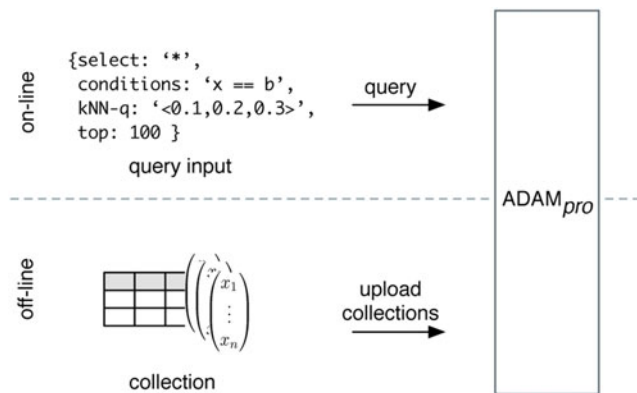 on-line
{select: ‘*’,
conditions: ‘x == b’,
kNN-q: ‘<0.1,0.2,0.3>’,
top: 100 }
query input
query
ADAMpro
off-line
x1
⋮
xn
collection
upload
collections